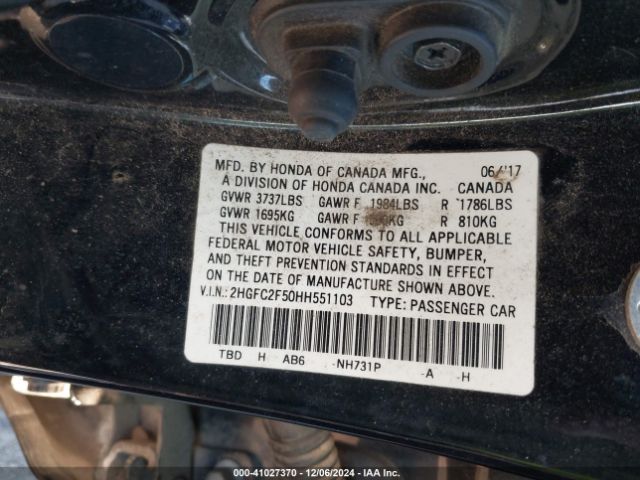 MFD. BY HONDA OF CANADA MFG., 06/'17
A DIVISION OF HONDA CANADA INC. CANADA
GVWR 3737LBS GAWR F 1984LBS R 1786LBS
GVWR 1695KG GAWR F KG R 810KG
THIS VEHICLE CONFORMS TO ALL APPLICABLE
FEDERAL MOTOR VEHICLE SAFETY, BUMPER,
AND THEFT PREVENTION STANDARDS IN EFFECT
ON THE DATE OF MANUFACTURE SHOWN ABOVE.
V.I.N.: 2HGFC2F50HH551103 TYPE: PASSENGER CAR
TBD H AB6 -NH731P -A -H
000-41027370 • 12/06/2024 - IAA Inc.